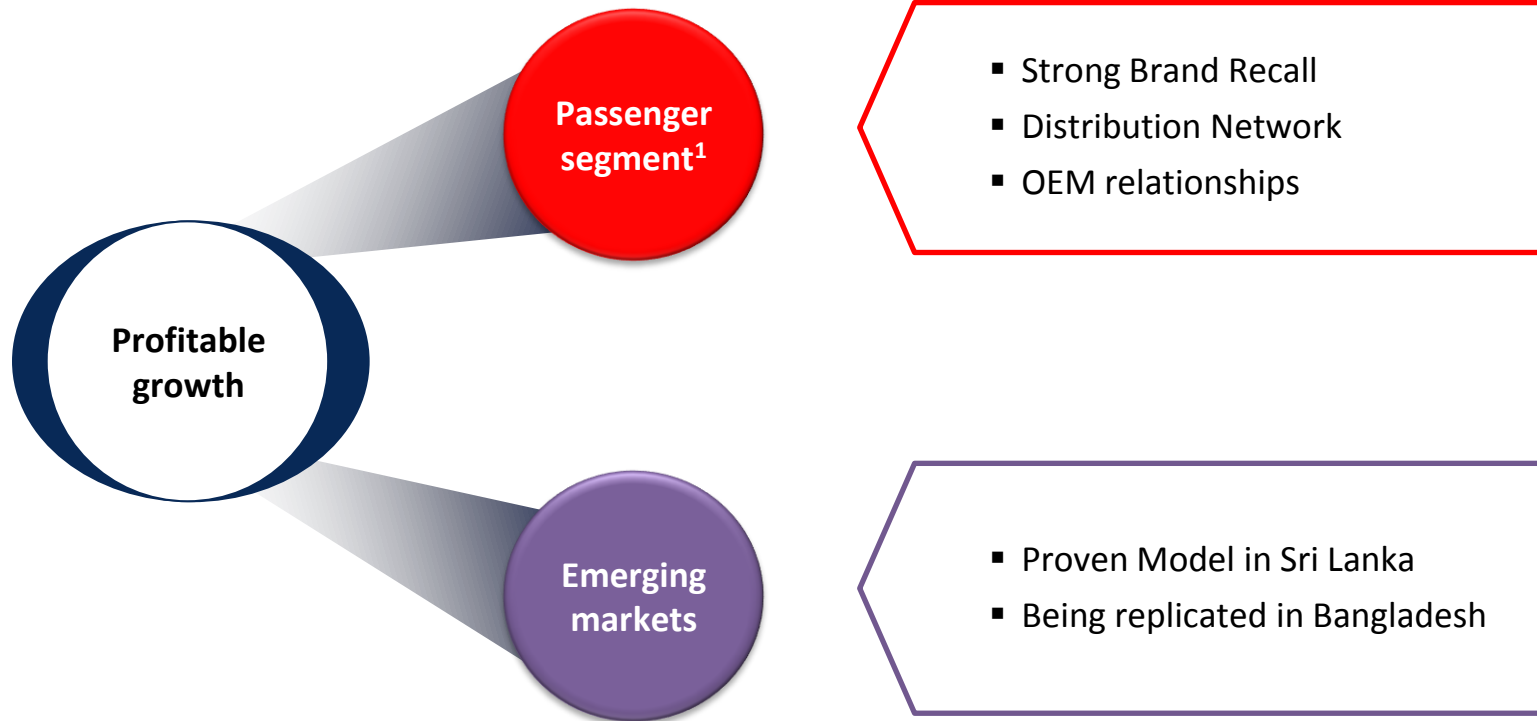 Profitable
growth
Passenger
segment¹
▪ Strong Brand Recall
▪ Distribution Network
▪ OEM relationships
Emerging
markets
▪ Proven Model in Sri Lanka
▪ Being replicated in Bangladesh